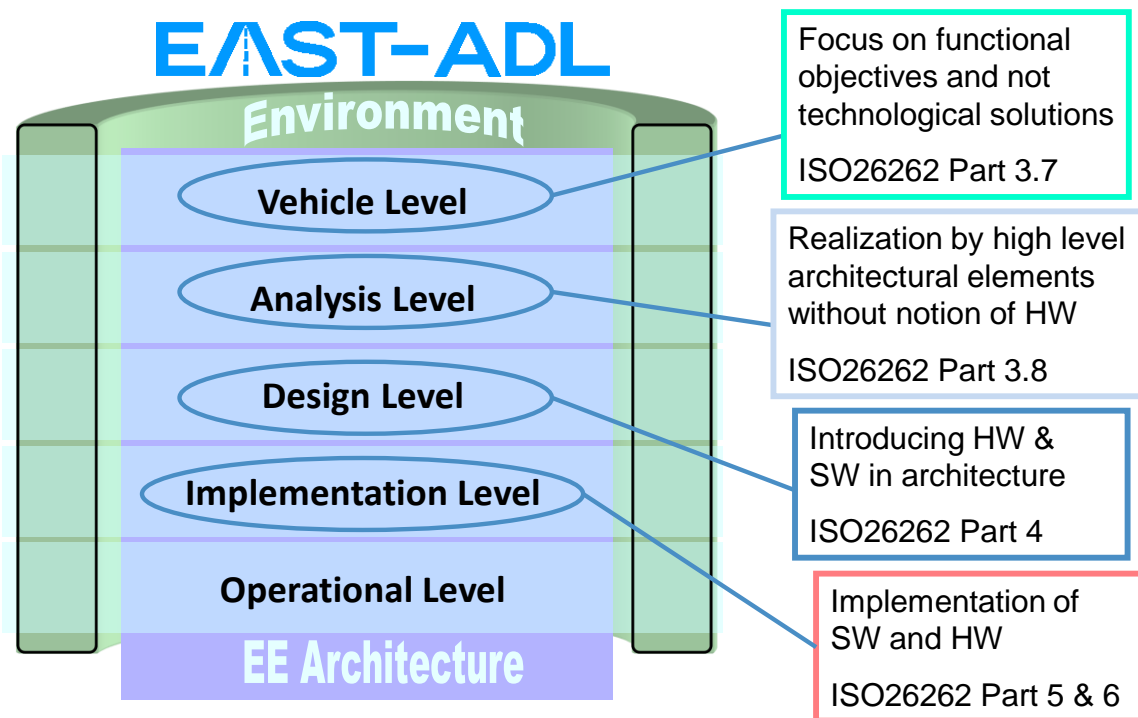 EAST-ADL
Environment
Vehicle Level
Analysis Level
Design Level
Implementation Level
Operational Level
EE Architecture
Focus on functional
objectives and not
technological solutions
ISO26262 Part 3.7
Realization by high level
architectural elements
without notion of HW
ISO26262 Part 3.8
Introducing HW &
SW in architecture
ISO26262 Part 4
Implementation of
SW and HW
ISO26262 Part 5 & 6